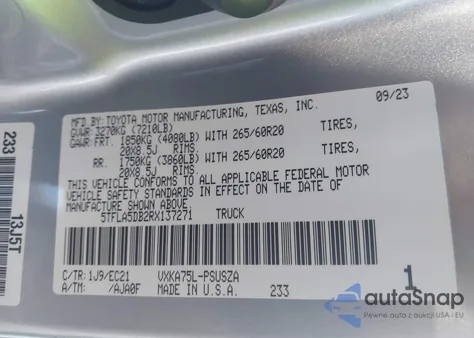 MFD.BY: TOYOTA MOTOR MANUFACTURING, TEXAS, INC. 09/23
GVWR: 3270KG (7210LB)
GAWR: FRT. 1850KG (4080LB) WITH 265/60R20 TIRES,
20X8.5J RIMS,
RR. 1750KG (3860LB) WITH 265/60R20 TIRES,
20X8.5J RIMS,
THIS VEHICLE CONFORMS TO ALL APPLICABLE FEDERAL MOTOR
VEHICLE SAFETY STANDARDS IN EFFECT ON THE DATE OF
MANUFACTURE SHOWN ABOVE.
5TFLA5DB2RX137271 TRUCK
C/TR: 1J9/EC21 VXKA75L-PSUSZA 1
A/TM: /AJA0F MADE IN U.S.A. 233
233 13J5T
autoSnap
Pewne auto z aukcji USA i EU